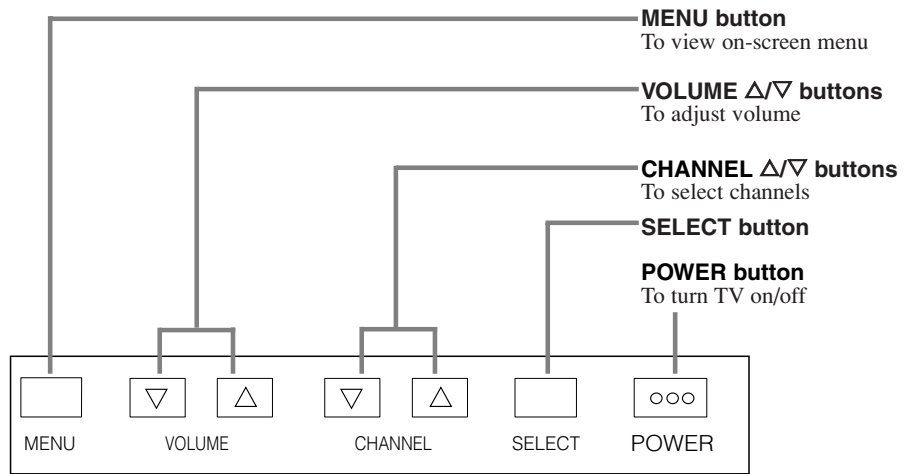 MENU button
To view on-screen menu
VOLUME △/▽ buttons
To adjust volume
CHANNEL △/▽ buttons
To select channels
SELECT button
POWER button
To turn TV on/off
MENU VOLUME CHANNEL SELECT POWER